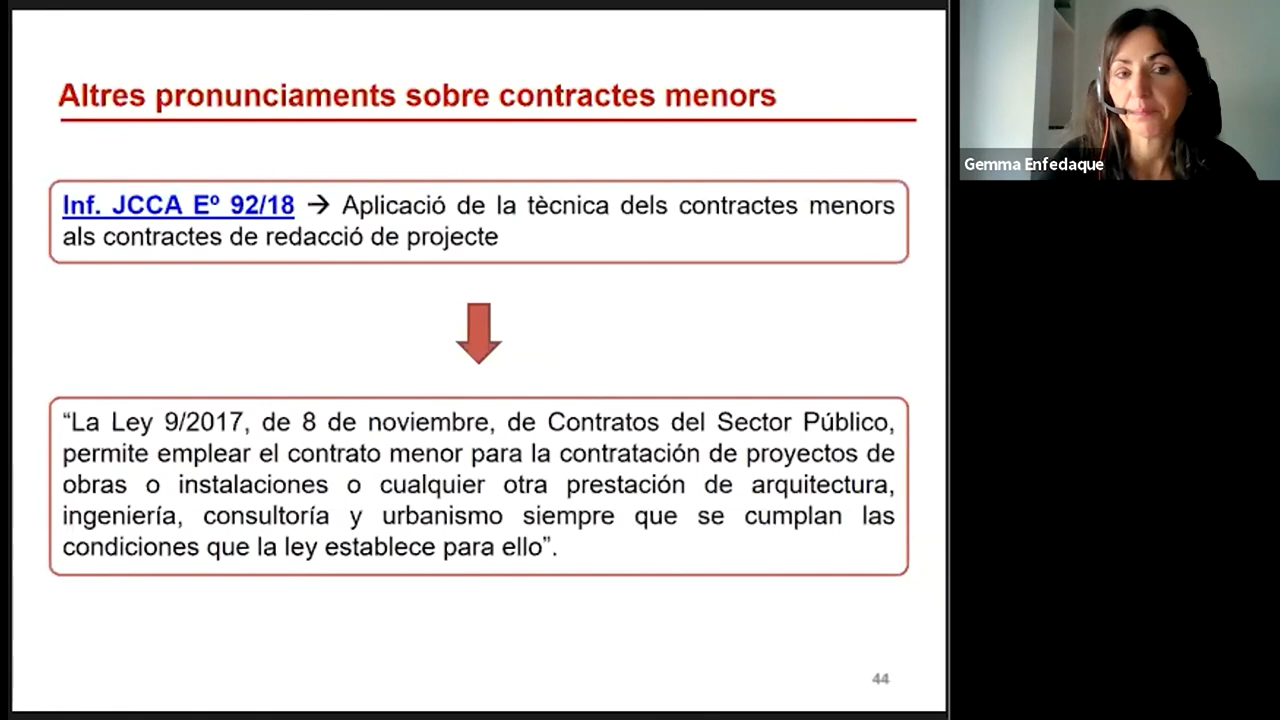 Altres pronunciaments sobre contractes menors
Inf. JCCA Eº 92/18 → Aplicació de la tècnica dels contractes menors
als contractes de redacció de projecte
“La Ley 9/2017, de 8 de noviembre, de Contratos del Sector Público,
permite emplear el contrato menor para la contratación de proyectos de
obras o instalaciones o cualquier otra prestación de arquitectura,
ingeniería, consultoría y urbanismo siempre que se cumplan las
condiciones que la ley establece para ello”.
44
Gemma Enfedaque